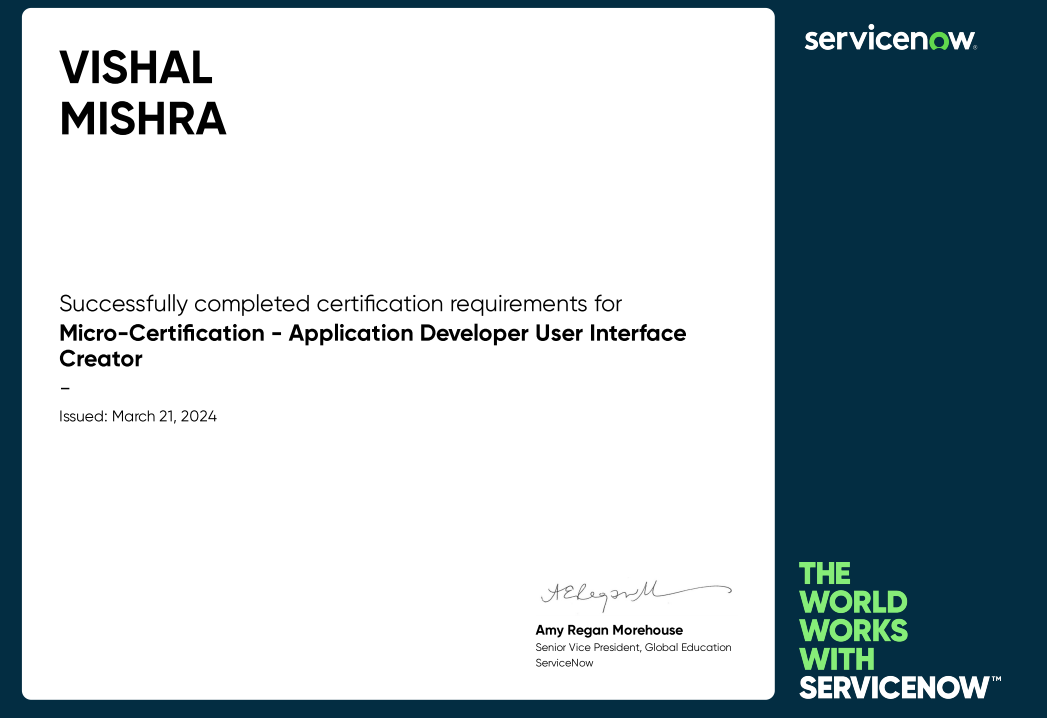 VISHAL
MISHRA
Successfully completed certification requirements for
Micro-Certification - Application Developer User Interface
Creator
–
Issued: March 21, 2024
Amy Regan Morehouse
Senior Vice President, Global Education
ServiceNow
servicenow®
THE
WORLD
WORKS
WITH
SERVICENOW™